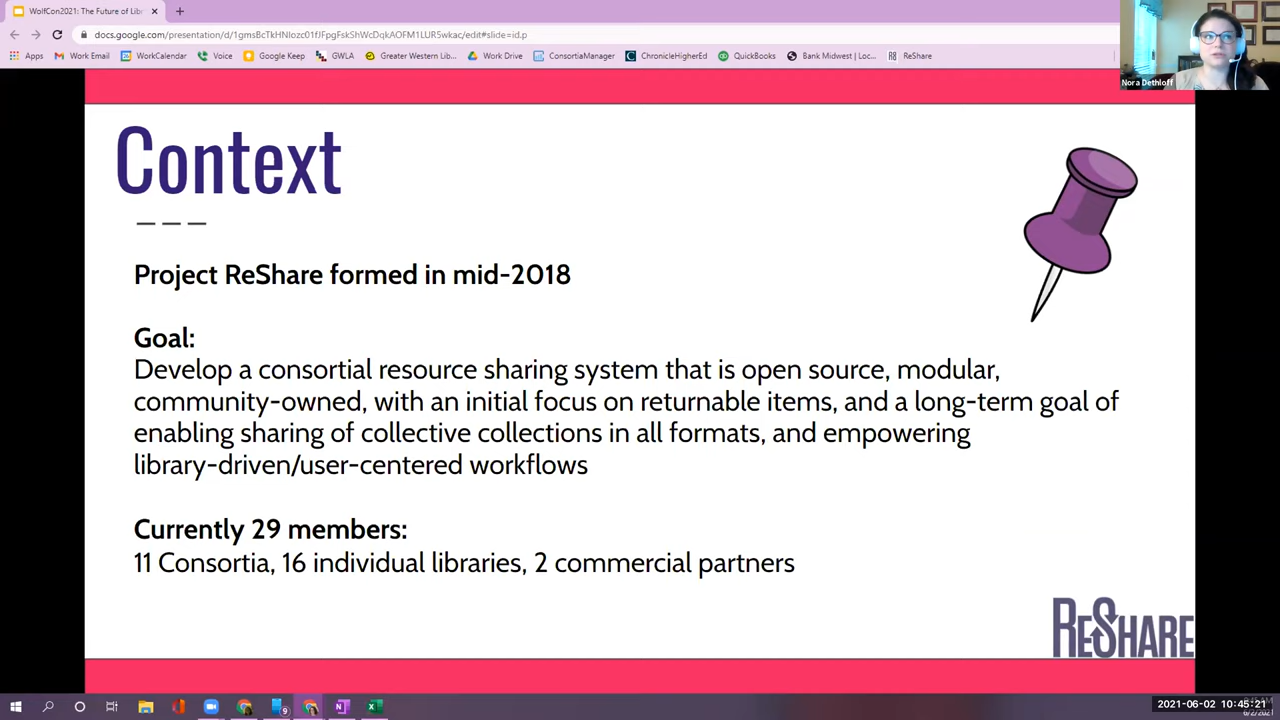 WolfCon2021: The Future of Libr
docs.google.com/presentation/d/1gmsBcTkHNIozc01fJFpgFskShWcDqkAOFM1LUR5wkac/edit#slide=id.p
Apps
Work Email
WorkCalendar
Voice
Google Keep
GWLA
Greater Western Lib...
Work Drive
ConsortiaManager
ChronicleHigherEd
QuickBooks
Bank Midwest | Loc...
ReShare
Nora Dethloff
Context
Project ReShare formed in mid-2018
Goal:
Develop a consortial resource sharing system that is open source, modular,
community-owned, with an initial focus on returnable items, and a long-term goal of
enabling sharing of collective collections in all formats, and empowering
library-driven/user-centered workflows
Currently 29 members:
11 Consortia, 16 individual libraries, 2 commercial partners
RESHARE
2021-06-02 10:45:21